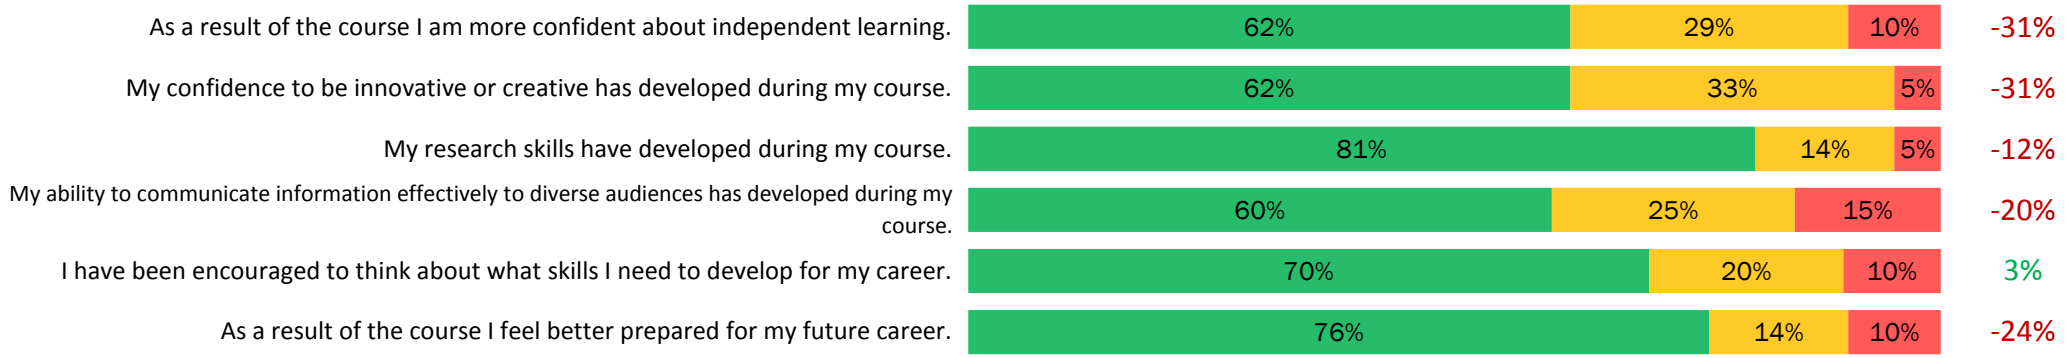 As a result of the course I am more confident about independent learning. 62% 29% 10% -31%
My confidence to be innovative or creative has developed during my course. 62% 33% 5% -31%
My research skills have developed during my course. 81% 14% 5% -12%
My ability to communicate information effectively to diverse audiences has developed during my
course. 60% 25% 15% -20%
I have been encouraged to think about what skills I need to develop for my career. 70% 20% 10% 3%
As a result of the course I feel better prepared for my future career. 76% 14% 10% -24%